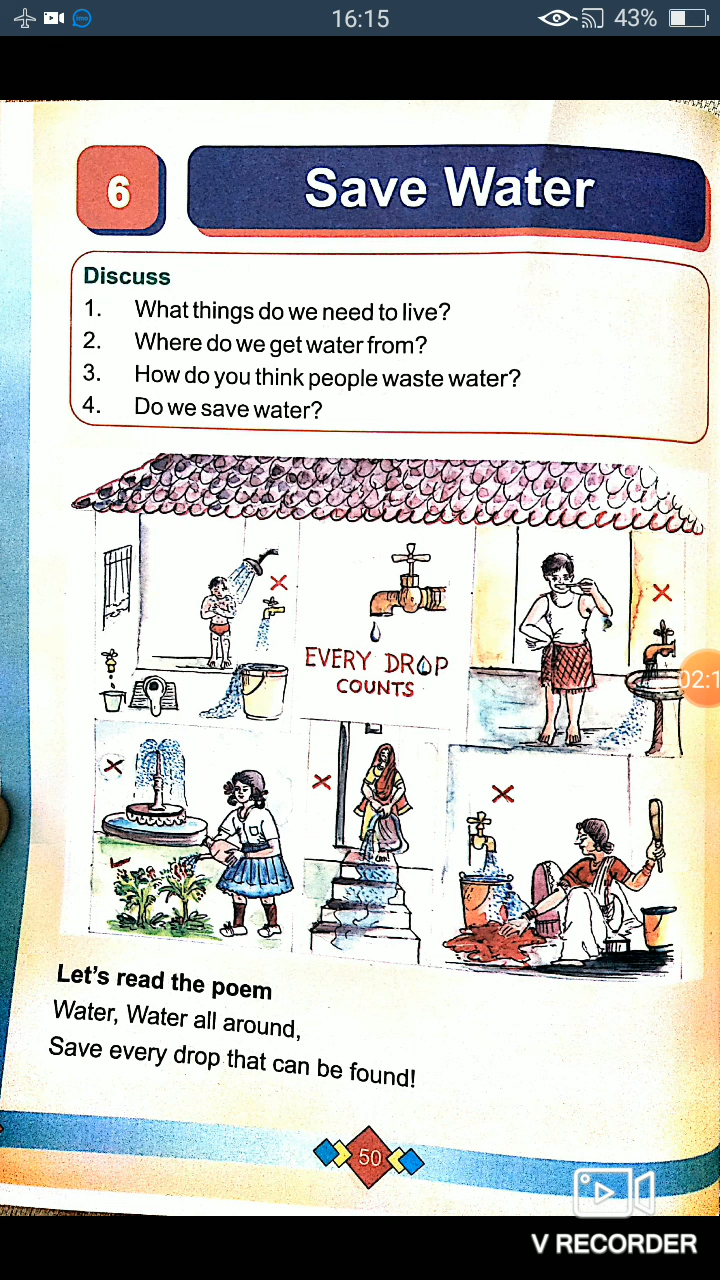 16:15
43%
6
Save Water
Discuss
1. What things do we need to live?
2. Where do we get water from?
3. How do you think people waste water?
4. Do we save water?
EVERY DROP
COUNTS
02:1
Let's read the poem
Water, Water all around,
Save every drop that can be found!
50
V RECORDER